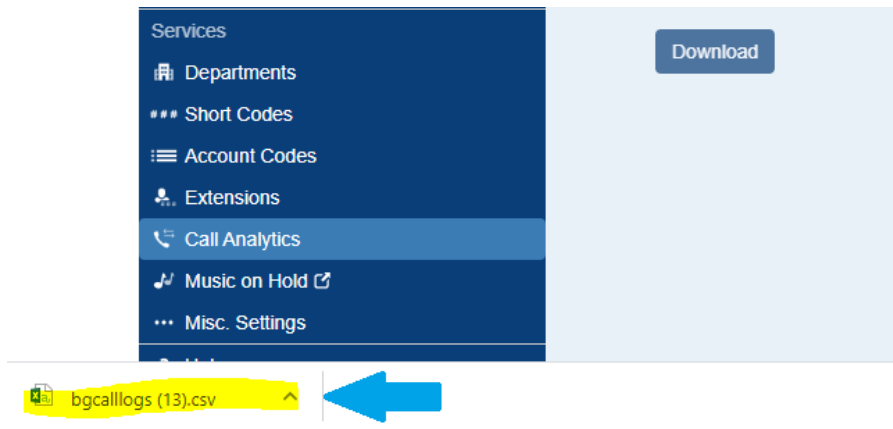 Services
Download
Departments
### Short Codes
Account Codes
Extensions
Call Analytics
Music on Hold
... Misc. Settings
bgcalllogs (13).csv